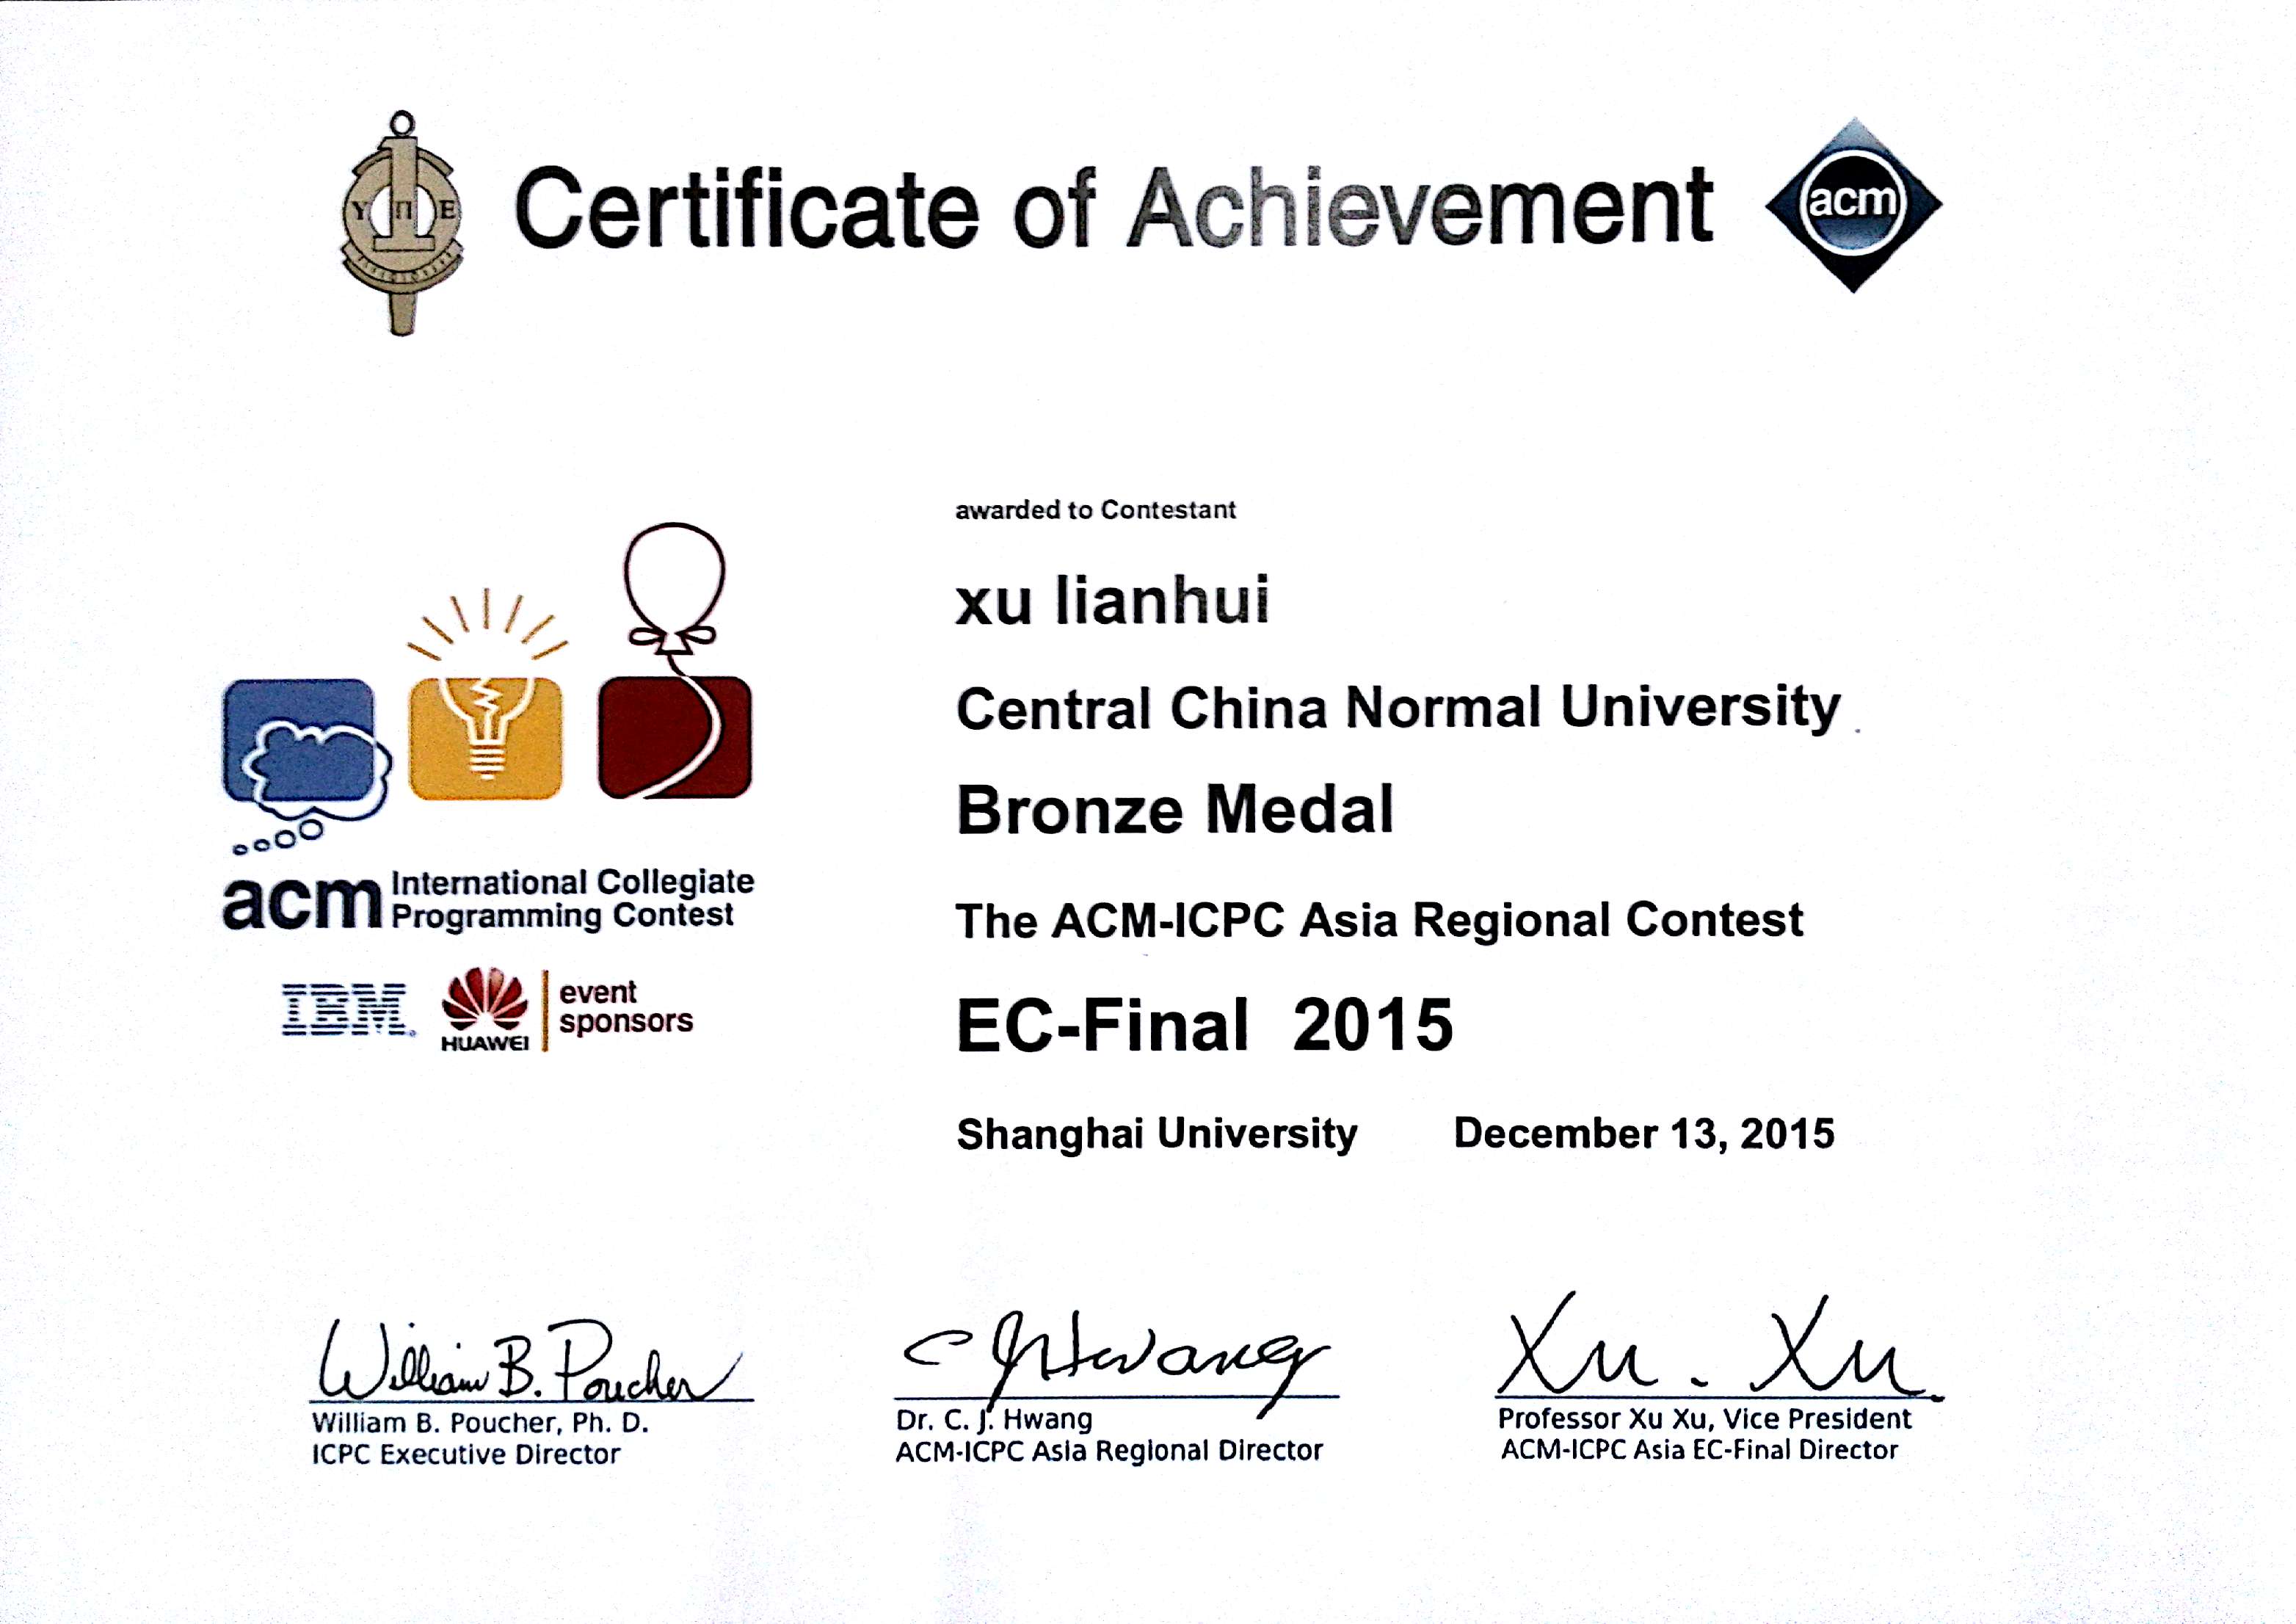 Certificate of Achievement
Υ Π Ε
acm
awarded to Contestant
xu lianhui
Central China Normal University
Bronze Medal
The ACM-ICPC Asia Regional Contest
EC-Final 2015
Shanghai University December 13, 2015
acm International Collegiate
Programming Contest
IBM
HUAWEI
event
sponsors
William B. Poucher
William B. Poucher, Ph. D.
ICPC Executive Director
C J Hwang
Dr. C. J. Hwang
ACM-ICPC Asia Regional Director
Xu. Xu
Professor Xu Xu, Vice President
ACM-ICPC Asia EC-Final Director